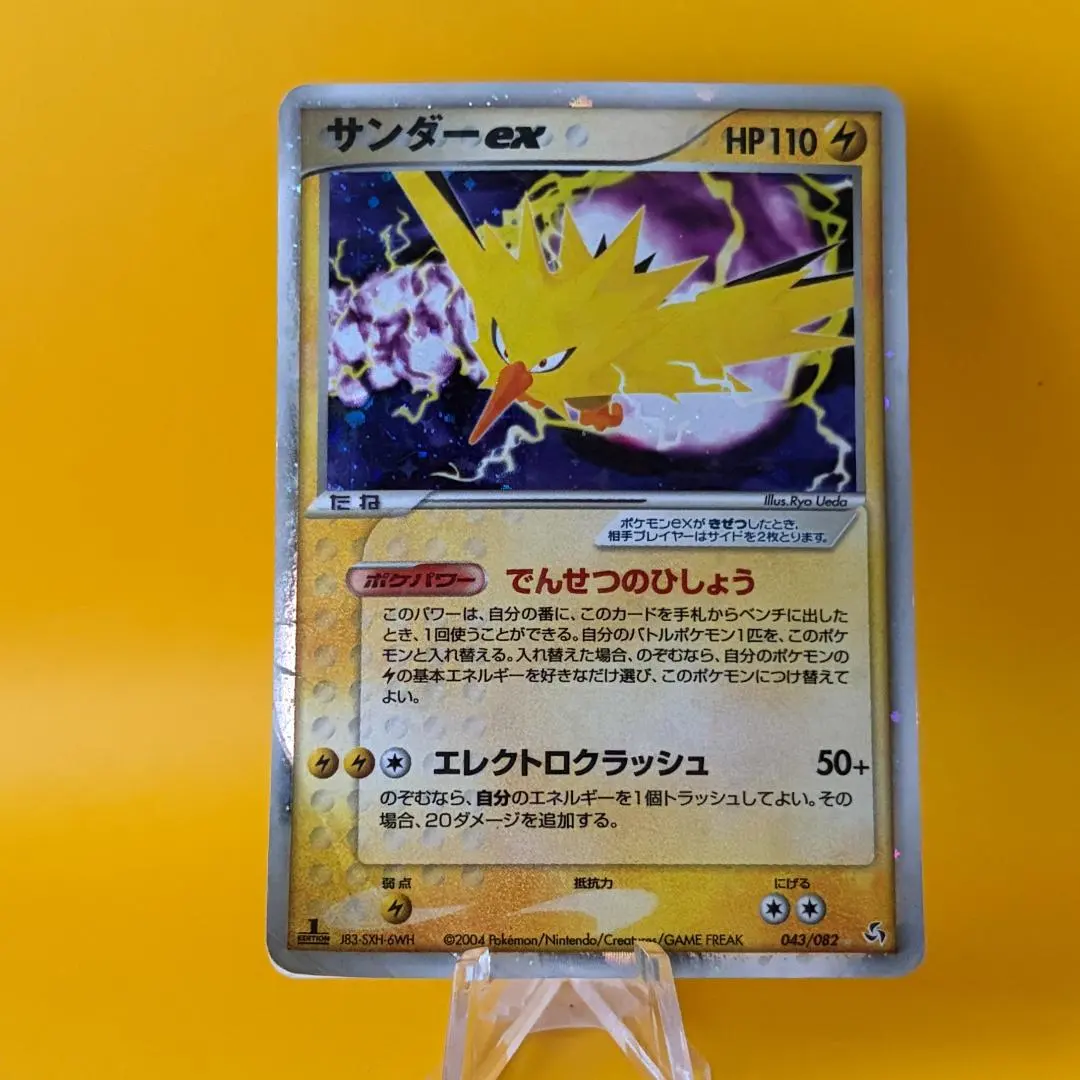 サンダーex
HP110
たね
Illus.Ryo Ueda
ポケモンexが きぜつしたとき、
相手プレイヤーはサイドを2枚とります。
ポケパワー でんせつのひしょう
このパワーは、自分の番に、このカードを手札からベンチに出した
とき、1回使うことができる。自分のバトルポケモン1匹を、このポケ
モンと入れ替える。入れ替えた場合、のぞむなら、自分のポケモンの
の基本エネルギーを好きなだけ選び、このポケモンにつけ替えて
よい。
エレクトロクラッシュ 50+
のぞむなら、自分のエネルギーを1個トラッシュしてよい。その
場合、20ダメージを追加する。
弱点 抵抗力 にげる
1
EDITION
J83-SXH-6WH ©2004 Pokémon/Nintendo/Creatures/GAME FREAK 043/082